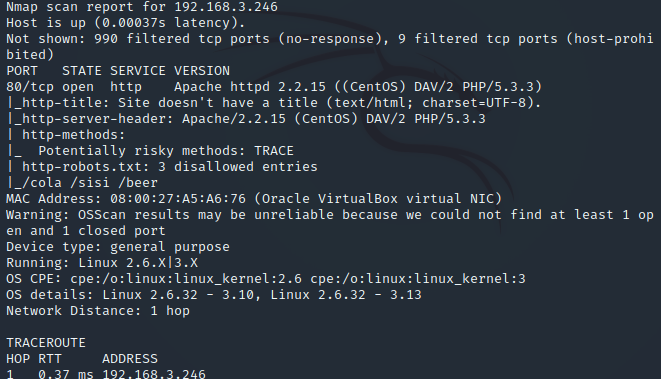 Nmap scan report for 192.168.3.246
Host is up (0.00037s latency).
Not shown: 990 filtered tcp ports (no-response), 9 filtered tcp ports (host-prohi
bited)
PORT   STATE SERVICE VERSION
80/tcp open  http    Apache httpd 2.2.15 ((CentOS) DAV/2 PHP/5.3.3)
|_http-title: Site doesn't have a title (text/html; charset=UTF-8).
|_http-server-header: Apache/2.2.15 (CentOS) DAV/2 PHP/5.3.3
| http-methods:
|_  Potentially risky methods: TRACE
| http-robots.txt: 3 disallowed entries
|_/cola /sisi /beer
MAC Address: 08:00:27:A5:A6:76 (Oracle VirtualBox virtual NIC)
Warning: OSScan results may be unreliable because we could not find at least 1 op
en and 1 closed port
Device type: general purpose
Running: Linux 2.6.X|3.X
OS CPE: cpe:/o:linux:linux_kernel:2.6 cpe:/o:linux:linux_kernel:3
OS details: Linux 2.6.32 - 3.10, Linux 2.6.32 - 3.13
Network Distance: 1 hop
TRACEROUTE
HOP RTT     ADDRESS
1   0.37 ms 192.168.3.246